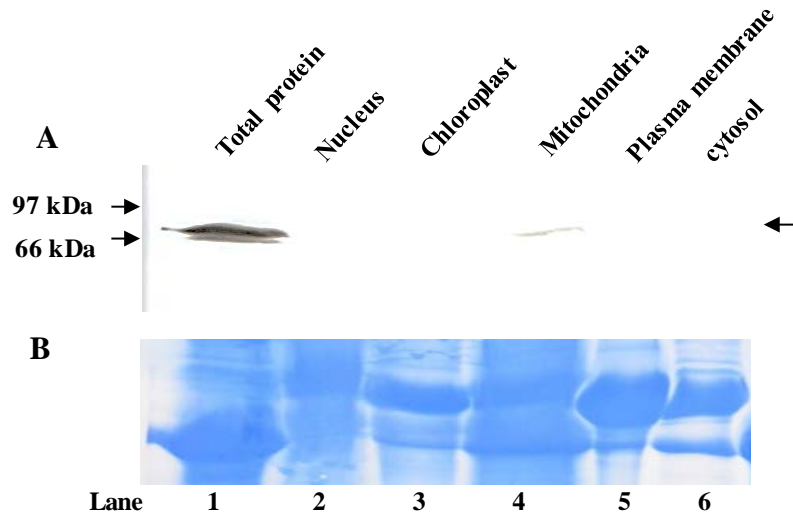 Total protein
Nucleus
Chloroplast
Mitochondria
Plasma membrane
cytosol
A
97 kDa
66 kDa
B
Lane 1 2 3 4 5 6